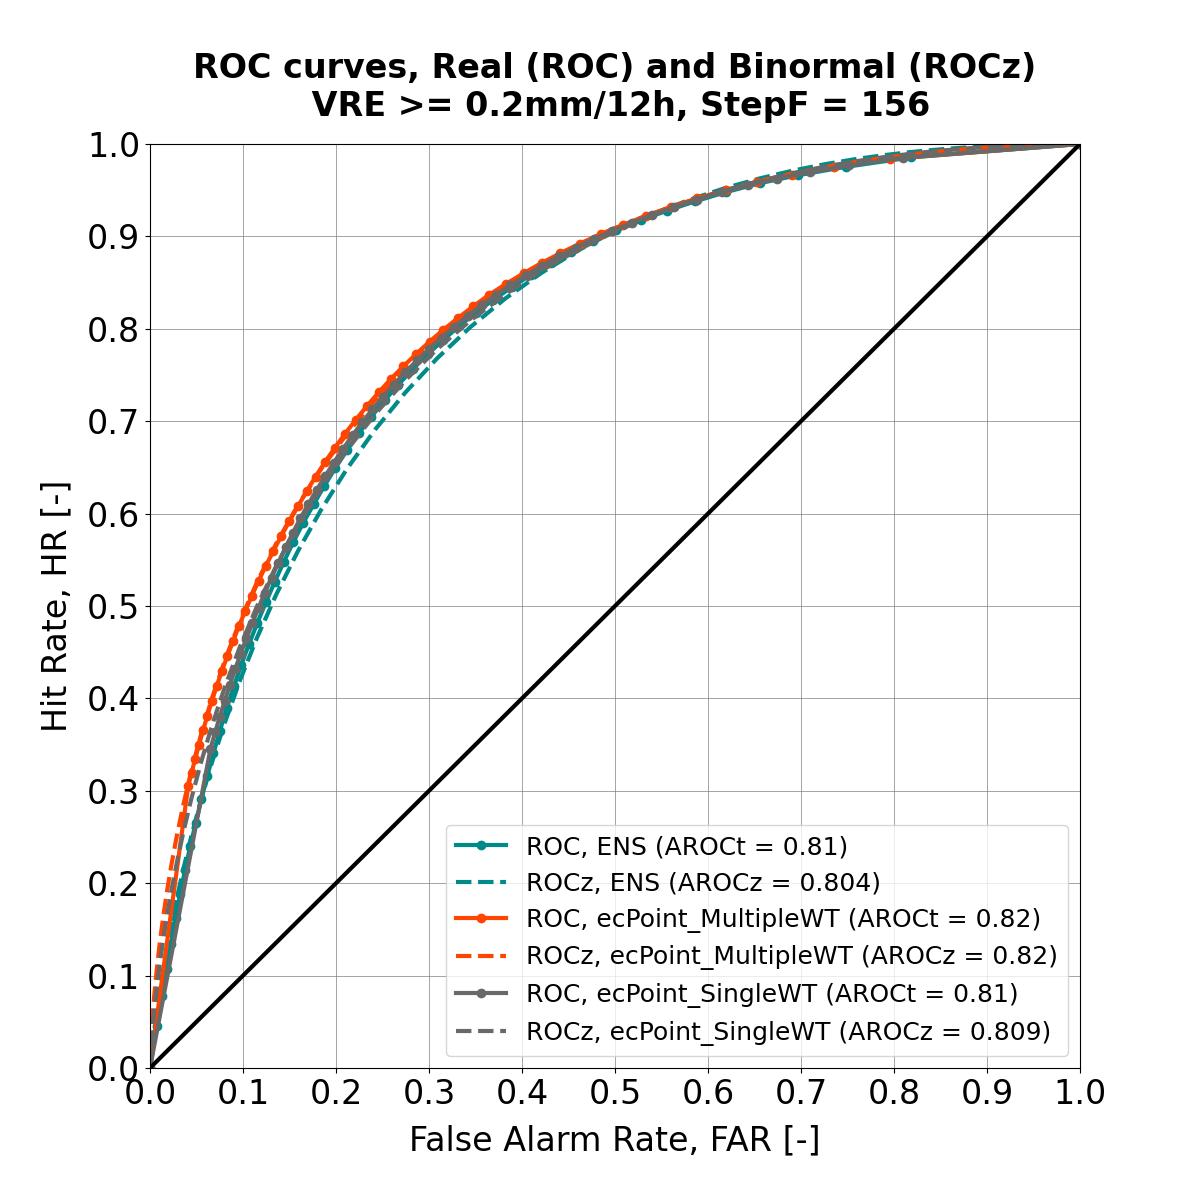 ROC curves, Real (ROC) and Binormal (ROCz)
VRE >= 0.2mm/12h, StepF = 156
1.0
0.9
0.8
0.7
0.6
0.5
0.4
0.3
0.2
0.1
0.0
Hit Rate, HR [-]
ROC, ENS (AROCt = 0.81)
ROCz, ENS (AROCz = 0.804)
ROC, ecPoint_MultipleWT (AROCt = 0.82)
ROCz, ecPoint_MultipleWT (AROCz = 0.82)
ROC, ecPoint_SingleWT (AROCt = 0.81)
ROCz, ecPoint_SingleWT (AROCz = 0.809)
0.0 0.1 0.2 0.3 0.4 0.5 0.6 0.7 0.8 0.9 1.0
False Alarm Rate, FAR [-]